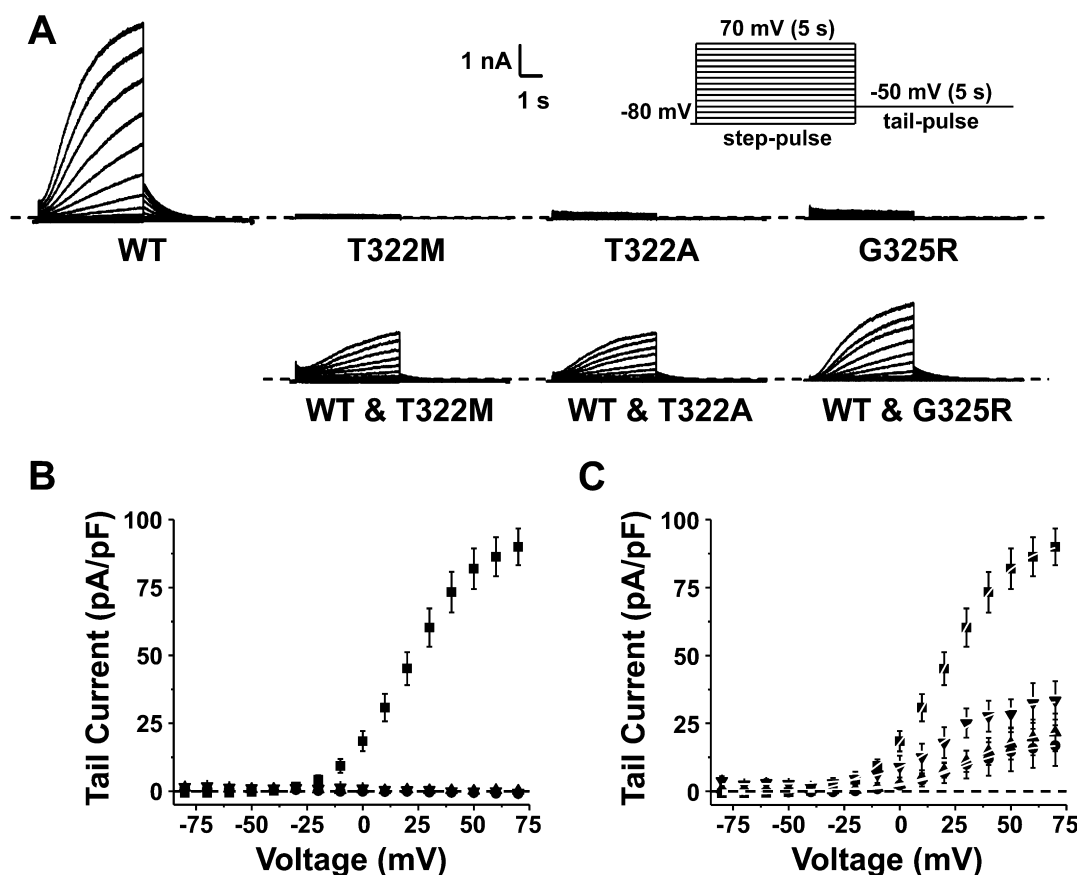 A
1 nA
1 s
70 mV (5 s)
-80 mV
-50 mV (5 s)
step-pulse
tail-pulse
WT
T322M
T322A
G325R
WT & T322M
WT & T322A
WT & G325R
B
Tail Current (pA/pF)
100
75
50
25
0
-75
-50
-25
0
25
50
75
Voltage (mV)
C
Tail Current (pA/pF)
100
75
50
25
0
-75
-50
-25
0
25
50
75
Voltage (mV)